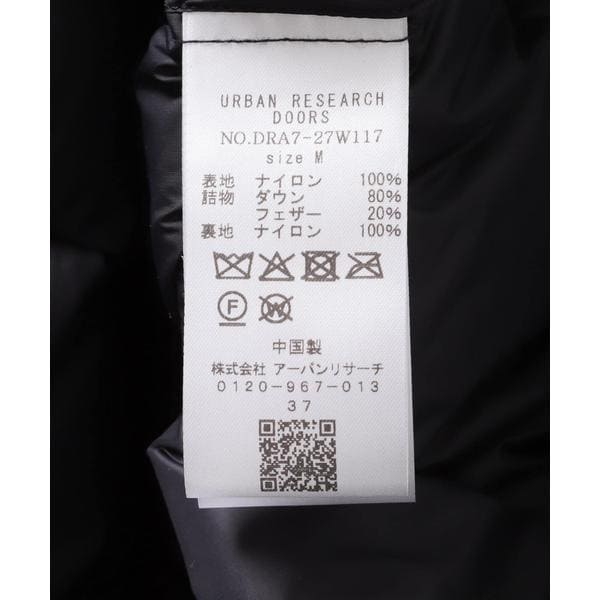 URBAN RESEARCH
DOORS
NO.DRA7-27W117
size M
表地 ナイロン 100%
詰物 ダウン 80%
フェザー 20%
裏地 ナイロン 100%
F W
中国製
株式会社 アーバンリサーチ
0120-967-013
37